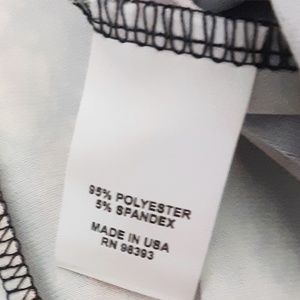 95% POLYESTER
5% SPANDEX
MADE IN USA
RN 98393